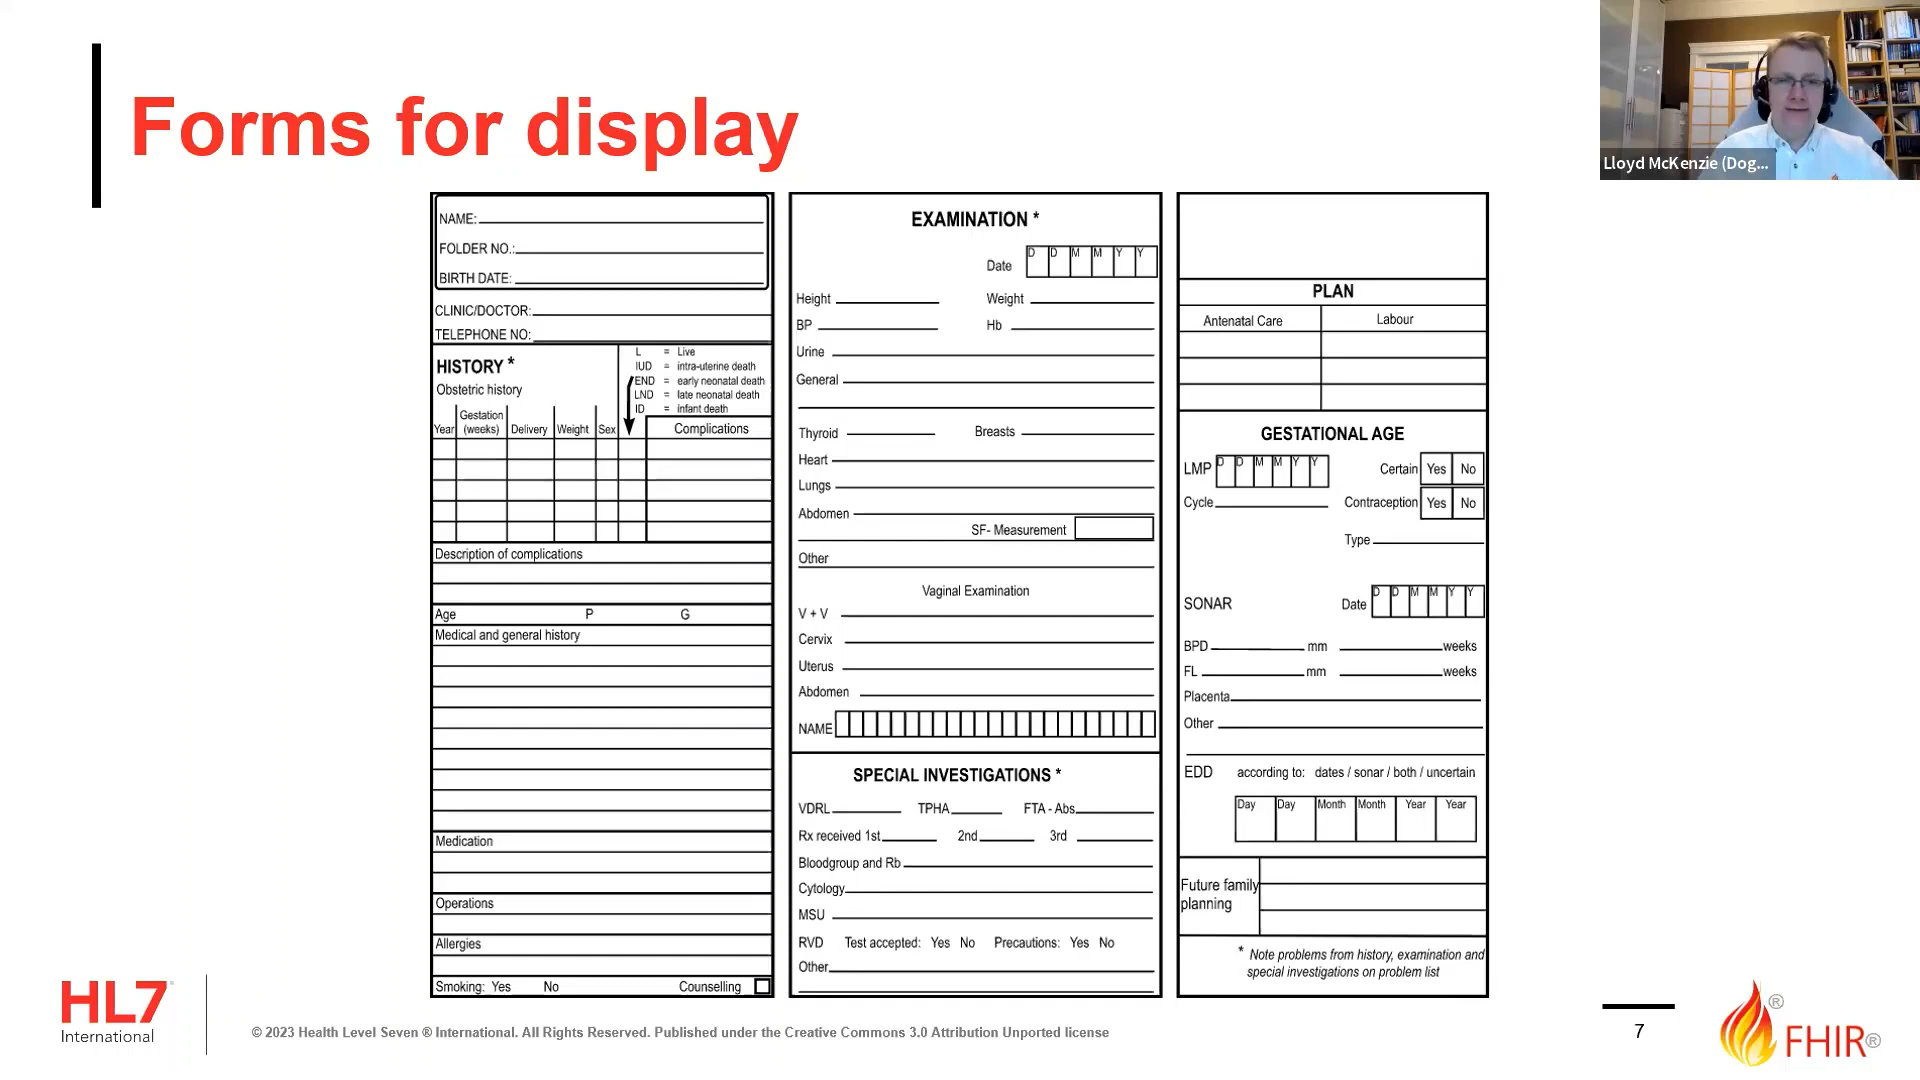 Forms for display
Lloyd McKenzie (Dog...
NAME:
FOLDER NO.:
BIRTH DATE:
CLINIC/DOCTOR:
TELEPHONE NO:
HISTORY *
Obstetric history
L = Live
IUD = intra-uterine death
END = early neonatal death
LND = late neonatal death
ID = infant death
Year Gestation (weeks) Delivery Weight Sex Complications
Description of complications
Age P G
Medical and general history
Medication
Operations
Allergies
Smoking: Yes No Counselling
EXAMINATION *
Date D D M M Y Y
Height Weight
BP Hb
Urine
General
Thyroid Breasts
Heart
Lungs
Abdomen
SF- Measurement
Other
Vaginal Examination
V + V
Cervix
Uterus
Abdomen
NAME
SPECIAL INVESTIGATIONS *
VDRL TPHA FTA - Abs
Rx received 1st 2nd 3rd
Bloodgroup and Rb
Cytology
MSU
RVD Test accepted: Yes No Precautions: Yes No
Other
PLAN
Antenatal Care Labour
GESTATIONAL AGE
LMP D D M M Y Y Certain Yes No
Cycle Contraception Yes No
Type
SONAR Date D D M M Y Y
BPD mm weeks
FL mm weeks
Placenta
Other
EDD according to: dates / sonar / both / uncertain
Day Day Month Month Year Year
Future family
planning
* Note problems from history, examination and
special investigations on problem list
HL7
International
© 2023 Health Level Seven ® International. All Rights Reserved. Published under the Creative Commons 3.0 Attribution Unported license
7
FHIR®